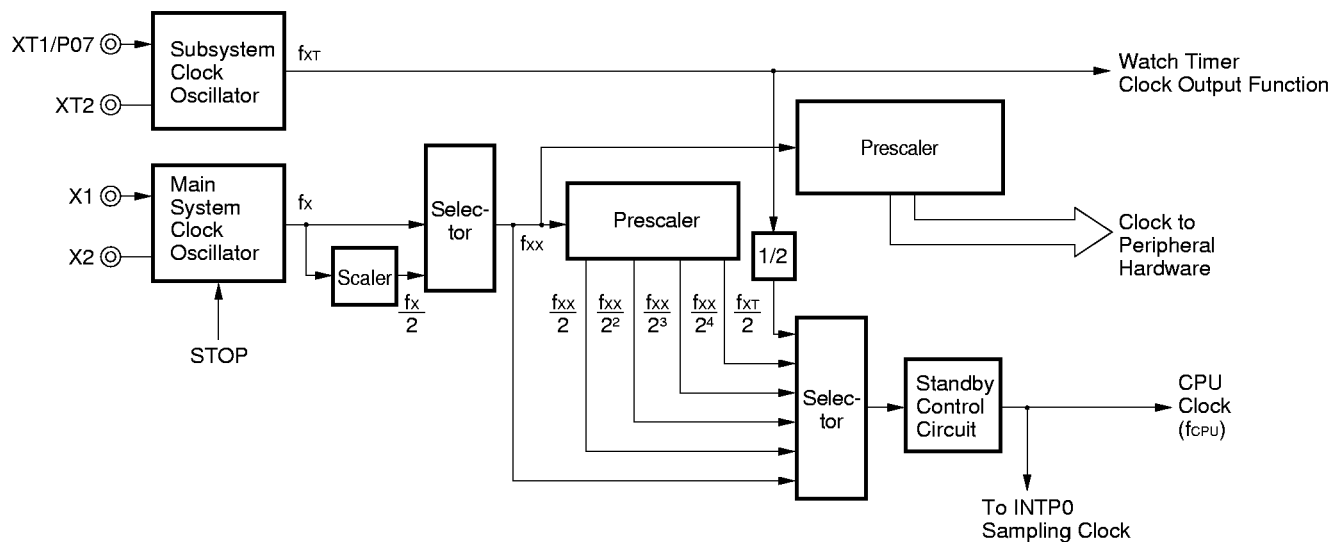 XT1/P07
XT2
Subsystem
Clock
Oscillator
fXT
Watch Timer
Clock Output Function
X1
X2
Main
System
Clock
Oscillator
STOP
fX
Scaler
fX/2
Selec-
tor
fXX
Prescaler
Prescaler
Clock to
Peripheral
Hardware
1/2
fXX/2
fXX/2²
fXX/2³
fXX/2⁴
fXT/2
Selec-
tor
Standby
Control
Circuit
CPU
Clock
(fCPU)
To INTP0
Sampling Clock